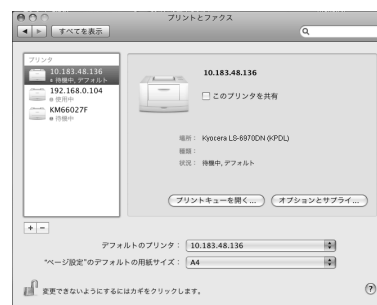 プリントとファクス
すべてを表示
プリンタ
10.183.48.136
待機中, デフォルト
192.168.0.104
使用中
KM66027F
待機中
10.183.48.136
このプリンタを共有
場所： Kyocera LS-6970DN (KPDL)
種類：
状況： 待機中, デフォルト
プリントキューを開く... オプションとサプライ...
+ −
デフォルトのプリンタ： 10.183.48.136
"ページ設定"のデフォルトの用紙サイズ： A4
変更できないようにするにはカギをクリックします。
?